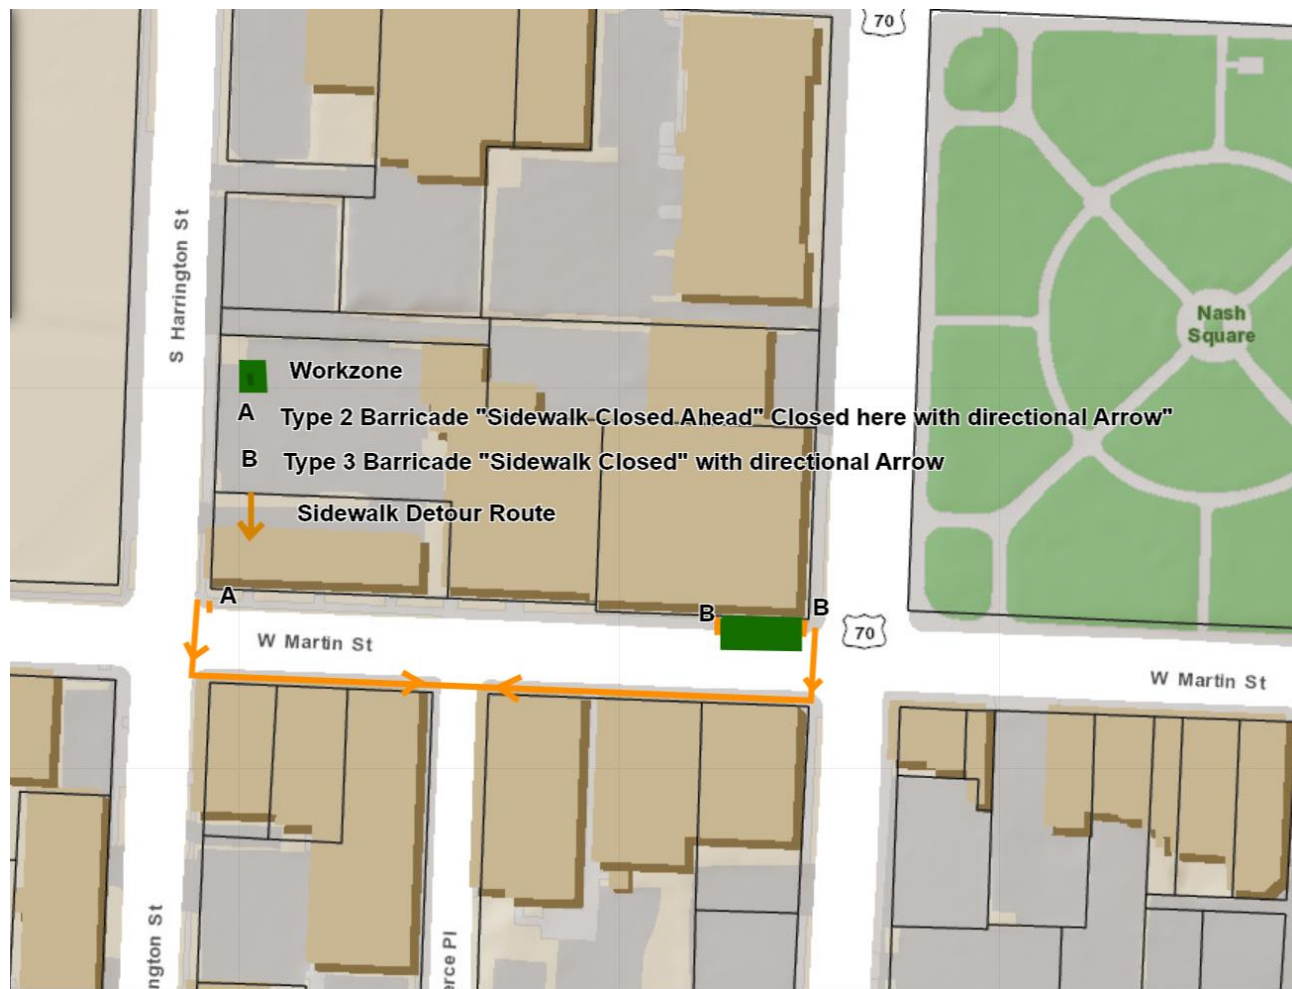 70
S Harrington St
Nash
Square
Workzone
A Type 2 Barricade "Sidewalk Closed Ahead" Closed here with directional Arrow"
B Type 3 Barricade "Sidewalk Closed" with directional Arrow
Sidewalk Detour Route
A
B
B
W Martin St
70
W Martin St
ngton St
erce Pl